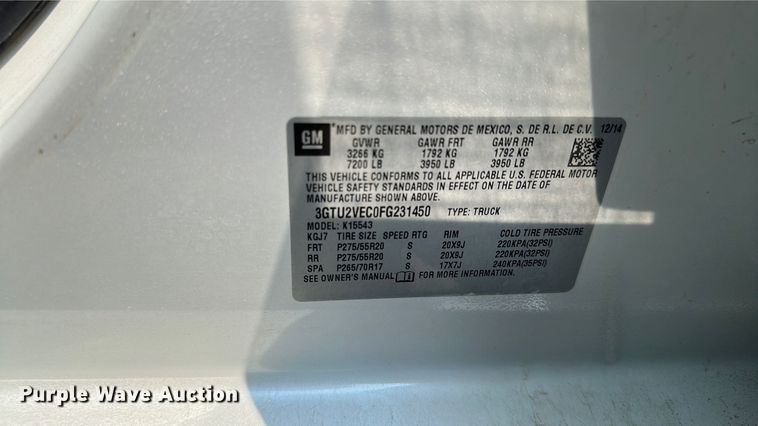 GM
*MFD BY GENERAL MOTORS DE MEXICO, S. DE R.L. DE C.V. 12/14
GVWR GAWR FRT GAWR RR
3266 KG 1792 KG 1792 KG
7200 LB 3950 LB 3950 LB
THIS VEHICLE CONFORMS TO ALL APPLICABLE U.S. FEDERAL MOTOR
VEHICLE SAFETY STANDARDS IN EFFECT ON THE DATE OF
MANUFACTURE SHOWN ABOVE.
3GTU2VEC0FG231450 TYPE: TRUCK
MODEL: K15543
KGJ7 TIRE SIZE SPEED RTG RIM COLD TIRE PRESSURE
FRT P275/55R20 S 20X9J 220KPA(32PSI)
RR P275/55R20 S 20X9J 220KPA(32PSI)
SPA P265/70R17 S 17X7J 240KPA(35PSI)
SEE OWNER'S MANUAL FOR MORE INFORMATION.
Purple Wave Auction